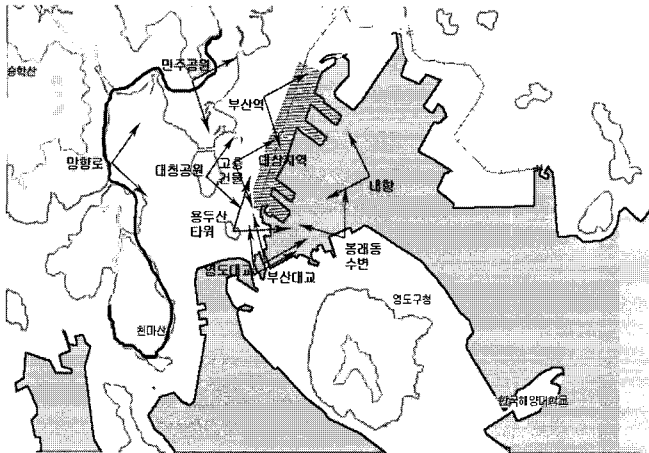 민주공원
승학산
부산역
망향로
대청공원
고층
건물
대상지역
내항
용두산
타워
봉래동
수변
영도대교
부산대교
영도구청
천마산
한국해양대학교